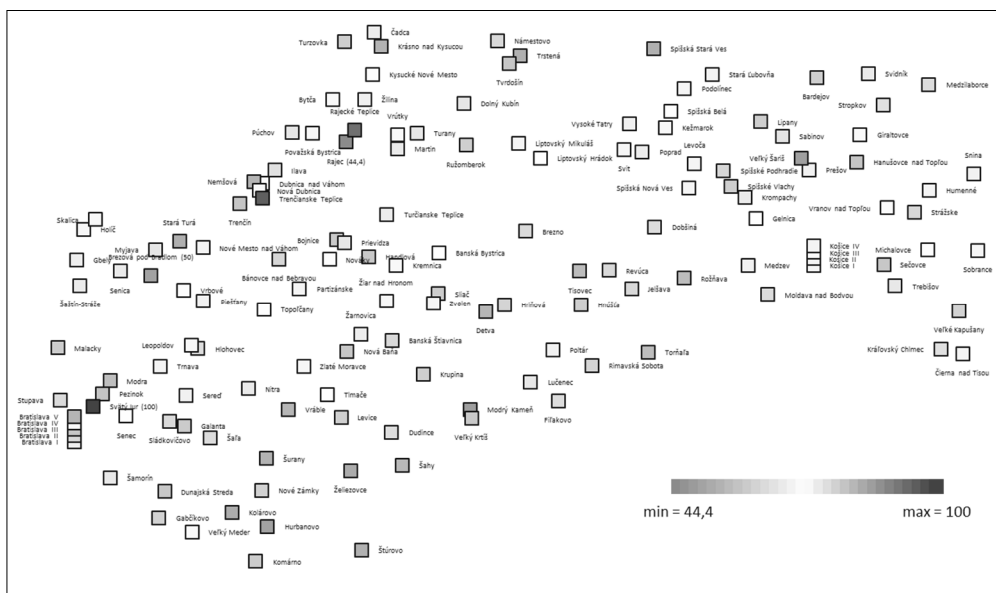 Čadca
Turzovka
Krásno nad Kysucou
Námestovo
Trstená
Tvrdošín
Spišská Stará Ves
Kysucké Nové Mesto
Stará Ľubovňa
Podolínec
Bardejov
Svidník
Medzilaborce
Stropkov
Bytča
Žilina
Rajecké Teplice
Dolný Kubín
Spišská Belá
Vysoké Tatry
Kežmarok
Lipany
Sabinov
Giraltovce
Púchov
Považská Bystrica
Vrútky
Turany
Martin
Rajec (44,4)
Ružomberok
Liptovský Mikuláš
Liptovský Hrádok
Levoča
Svit
Poprad
Veľký Šariš
Spišské Podhradie
Prešov
Hanušovce nad Topľou
Snina
Ilava
Nemšová
Dubnica nad Váhom
Nová Dubnica
Trenčianske Teplice
Trenčín
Spišská Nová Ves
Spišské Vlachy
Krompachy
Humenné
Vranov nad Topľou
Strážske
Skalica
Holíč
Stará Turá
Turčianske Teplice
Gelnica
Brezno
Dobšiná
Myjava
Brezová pod Bradlom (50)
Nové Mesto nad Váhom
Bojnice
Prievidza
Handlová
Nováky
Kremnica
Banská Bystrica
Košice IV
Košice III
Košice II
Košice I
Michalovce
Sobrance
Gbely
Senica
Bánovce nad Bebravou
Tisovec
Revúca
Rožňava
Medzev
Sečovce
Šaštín-Stráže
Vrbové
Piešťany
Partizánske
Žiar nad Hronom
Sliač
Zvolen
Hriňová
Hnúšťa
Jelšava
Moldava nad Bodvou
Trebišov
Topoľčany
Žarnovica
Detva
Veľké Kapušany
Malacky
Leopoldov
Hlohovec
Banská Štiavnica
Nová Baňa
Poltár
Tornaľa
Kráľovský Chlmec
Čierna nad Tisou
Trnava
Zlaté Moravce
Krupina
Rimavská Sobota
Modra
Lučenec
Pezinok
Stupava
Sereď
Nitra
Tlmače
Fiľakovo
Svätý Jur (100)
Vráble
Levice
Modrý Kameň
Veľký Krtíš
Bratislava V
Bratislava IV
Bratislava III
Bratislava II
Bratislava I
Senec
Sládkovičovo
Galanta
Šaľa
Dudince
Šurany
Šahy
Želiezovce
Šamorín
Dunajská Streda
Nové Zámky
Gabčíkovo
Kolárovo
Veľký Meder
Hurbanovo
Štúrovo
Komárno
min = 44,4
max = 100